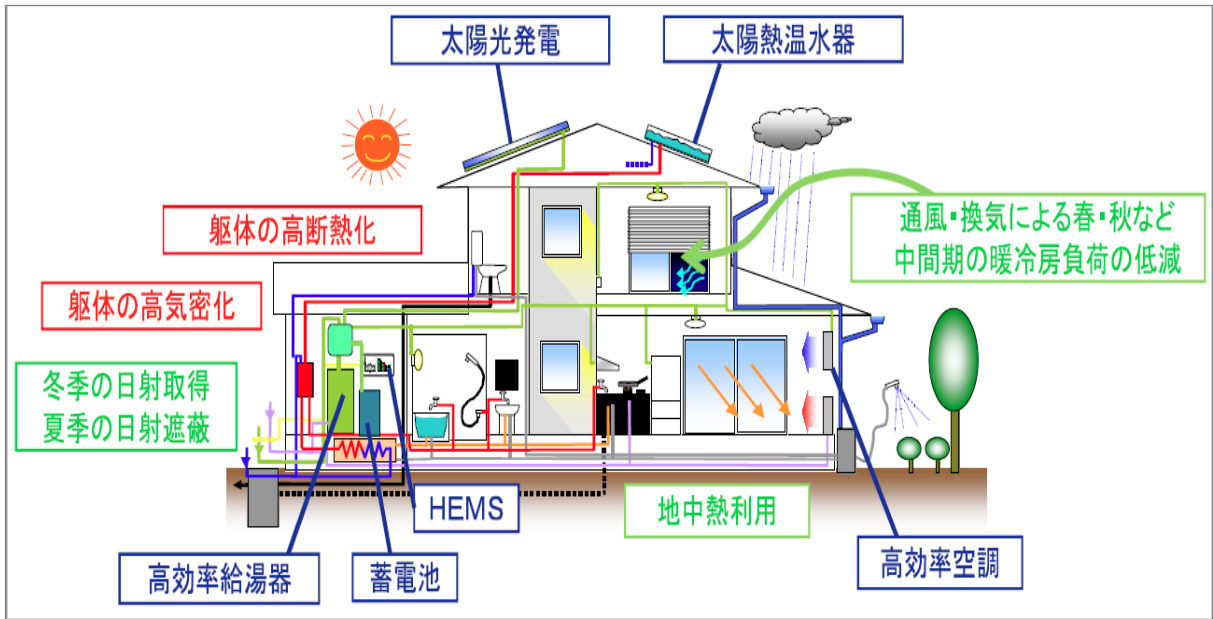 太陽光発電
太陽熱温水器
躯体の高断熱化
通風・換気による春・秋など
中間期の暖冷房負荷の低減
躯体の高気密化
冬季の日射取得
夏季の日射遮蔽
HEMS
地中熱利用
高効率給湯器
蓄電池
高効率空調